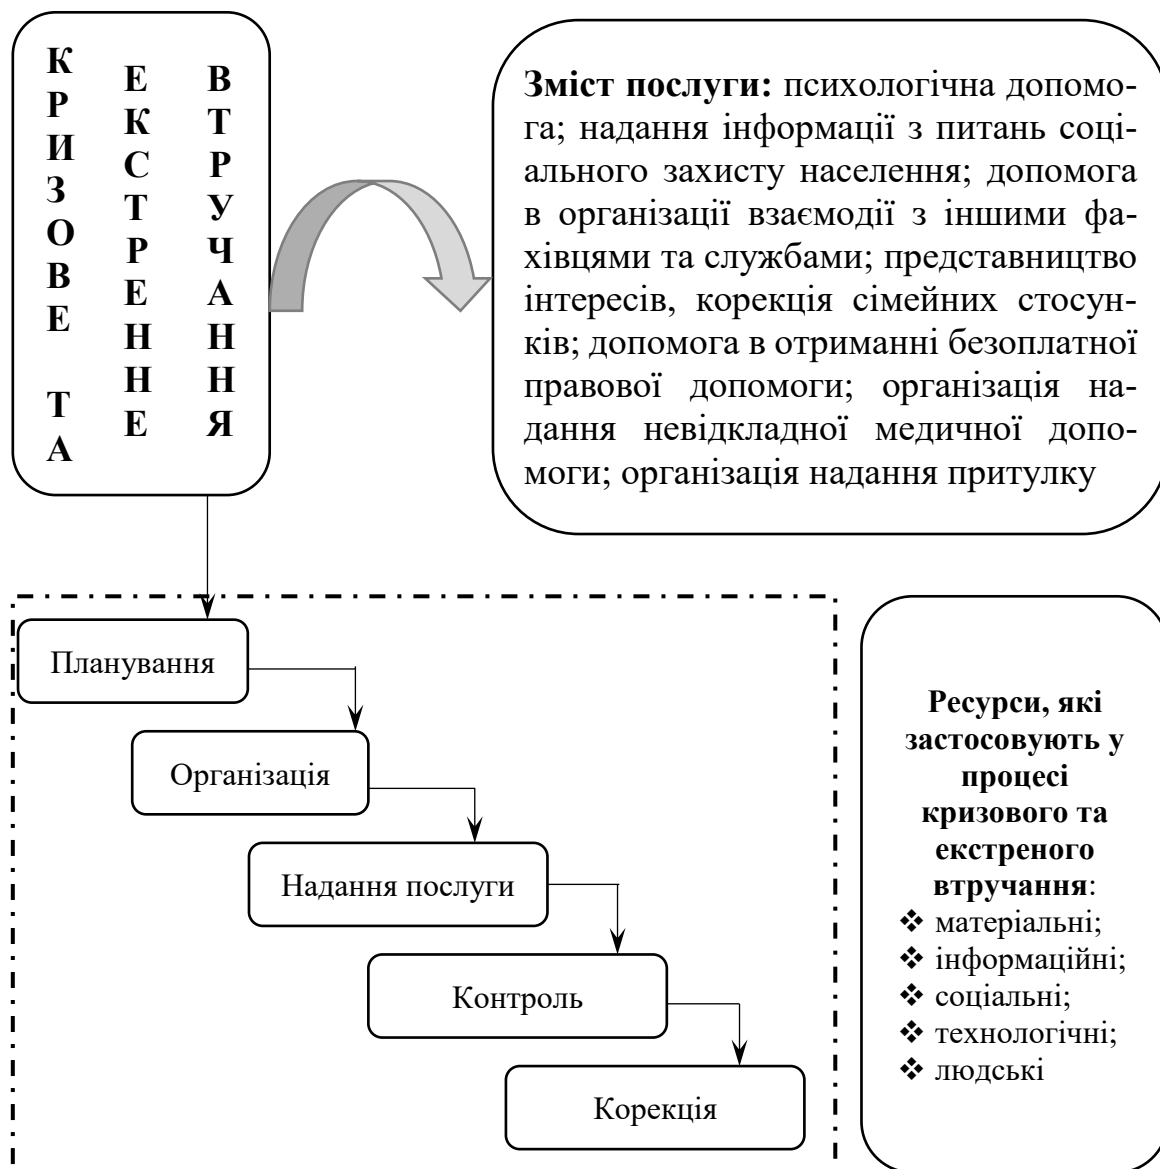 КРИЗОВЕ ТА
ЕКСТРЕННЕ
ВТРУЧАННЯ
Зміст послуги: психологічна допомо-
га; надання інформації з питань соці-
ального захисту населення; допомога
в організації взаємодії з іншими фа-
хівцями та службами; представництво
інтересів, корекція сімейних стосун-
ків; допомога в отриманні безоплатної
правової допомоги; організація на-
дання невідкладної медичної допо-
моги; організація надання притулку
Планування
Організація
Надання послуги
Контроль
Корекція
Ресурси, які
застосовують у
процесі
кризового та
екстреного
втручання:
❖ матеріальні;
❖ інформаційні;
❖ соціальні;
❖ технологічні;
❖ людські